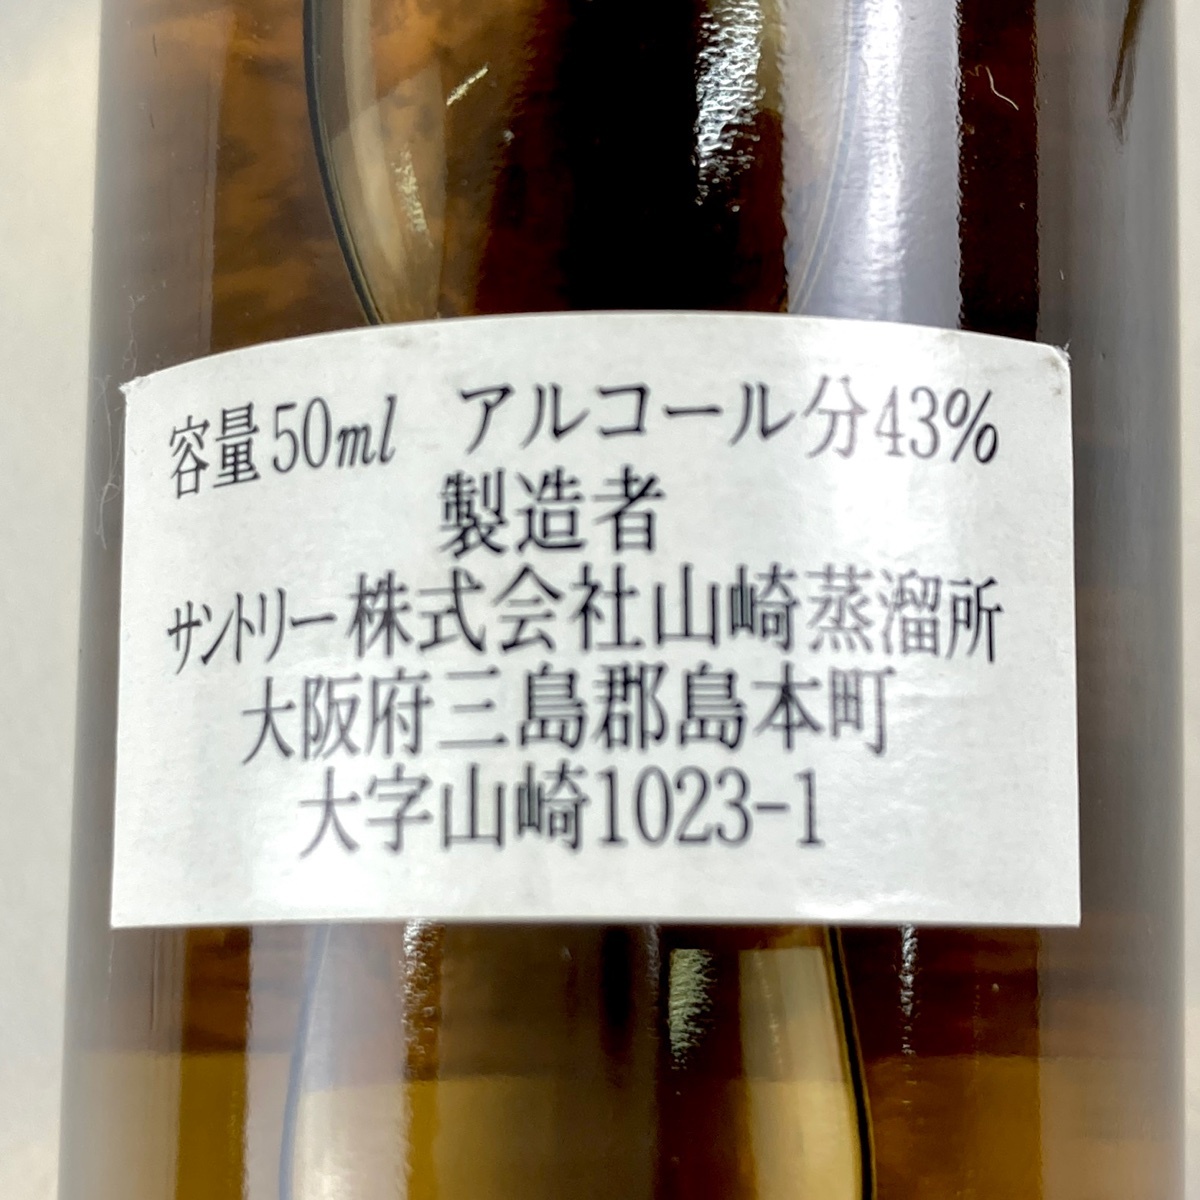 容量50ml アルコール分43%
製造者
サントリー株式会社山崎蒸溜所
大阪府三島郡島本町
大字山崎1023-1